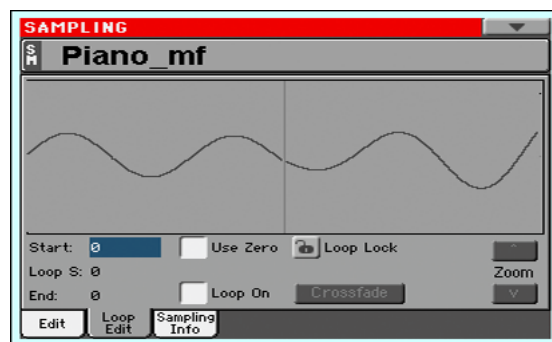 SAMPLING
SM Piano_mf
Start: 0 Use Zero Loop Lock
Loop S: 0 Zoom
End: 0 Loop On Crossfade
Edit Loop Edit Sampling Info